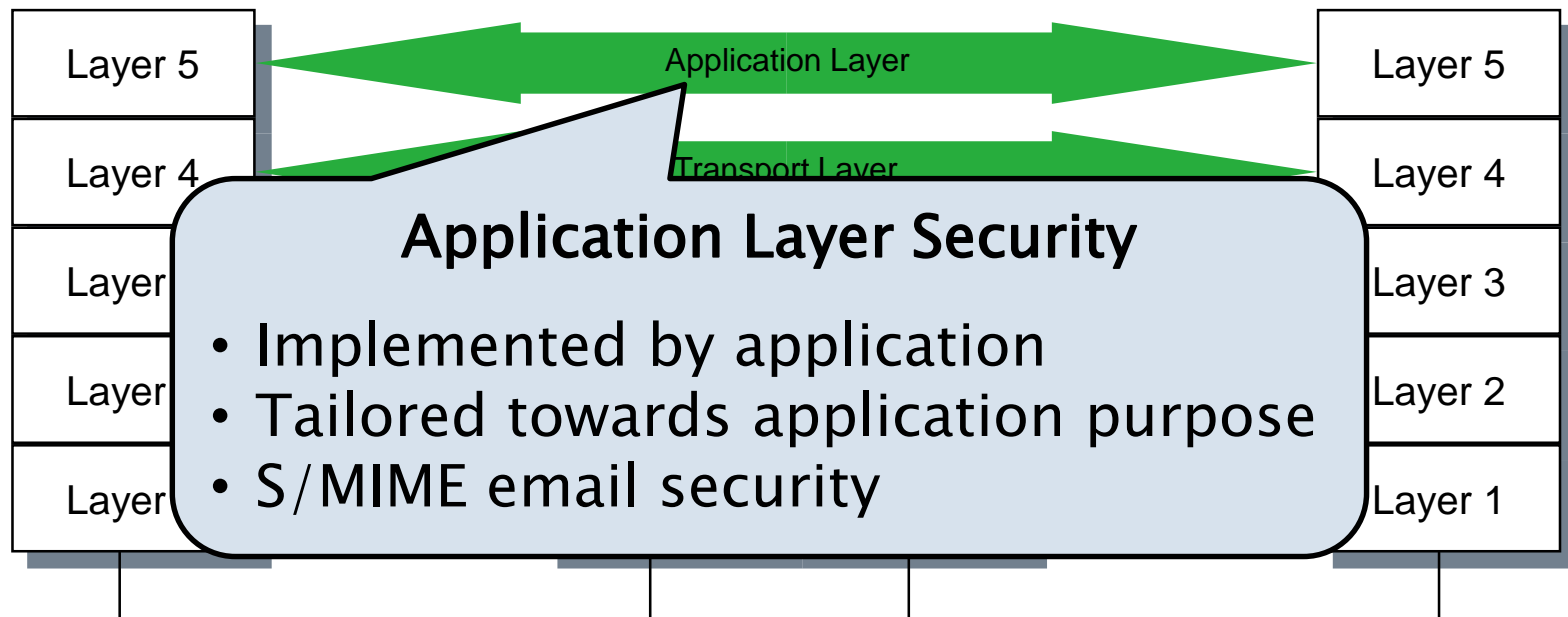 Layer 5
Application Layer
Layer 5
Layer 4
Transport Layer
Layer 4
Application Layer Security
Layer
Layer 3
• Implemented by application
Layer
• Tailored towards application purpose
Layer 2
• S/MIME email security
Layer
Layer 1